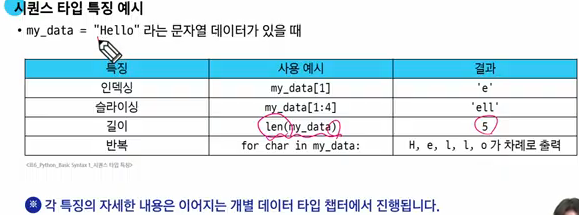 시퀀스 타입 특징 예시
• my_data = "Hello" 라는 문자열 데이터가 있을 때
특징 사용 예시 결과
인덱싱 my_data[1] 'e'
슬라이싱 my_data[1:4] 'ell'
길이 len(my_data) 5
반복 for char in my_data: H, e, l, l, o 가 차례로 출력
Python_Basic Syntax 1_시퀀스 타입 특징>
※ 각 특징의 자세한 내용은 이어지는 개별 데이터 타입 챕터에서 진행됩니다.